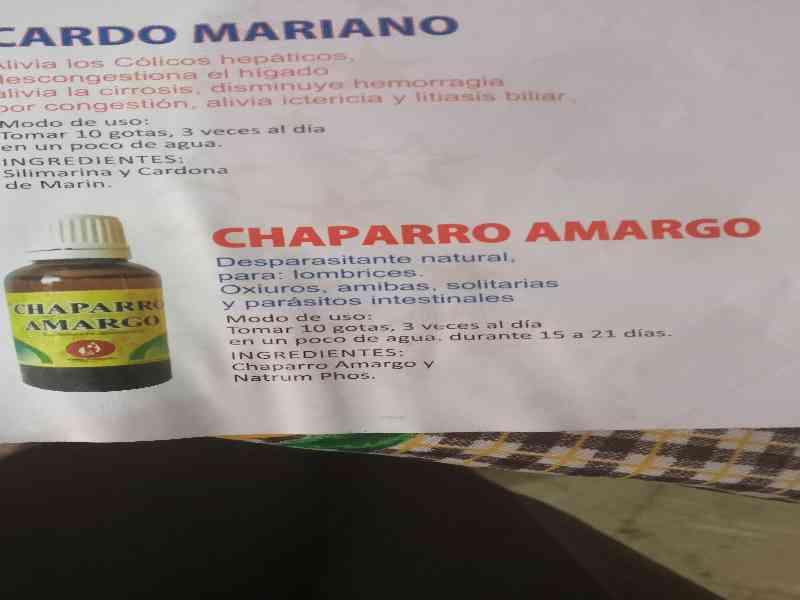 CARDO MARIANO
Alivia los Cólicos hepáticos,
descongestiona el hígado
alivia la cirrosis, disminuye hemorragia
por congestión, alivia ictericia y litiasis biliar,
Modo de uso:
Tomar 10 gotas, 3 veces al día
en un poco de agua.
INGREDIENTES:
Silimarina y Cardona
de Marin.
CHAPARRO AMARGO
Desparasitante natural,
para: lombrices.
Oxiuros, amibas, solitarias
y parásitos intestinales
Modo de uso:
Tomar 10 gotas, 3 veces al día
en un poco de agua, durante 15 a 21 días.
INGREDIENTES:
Chaparro Amargo y
Natrum Phos.
CHAPARRO
AMARGO